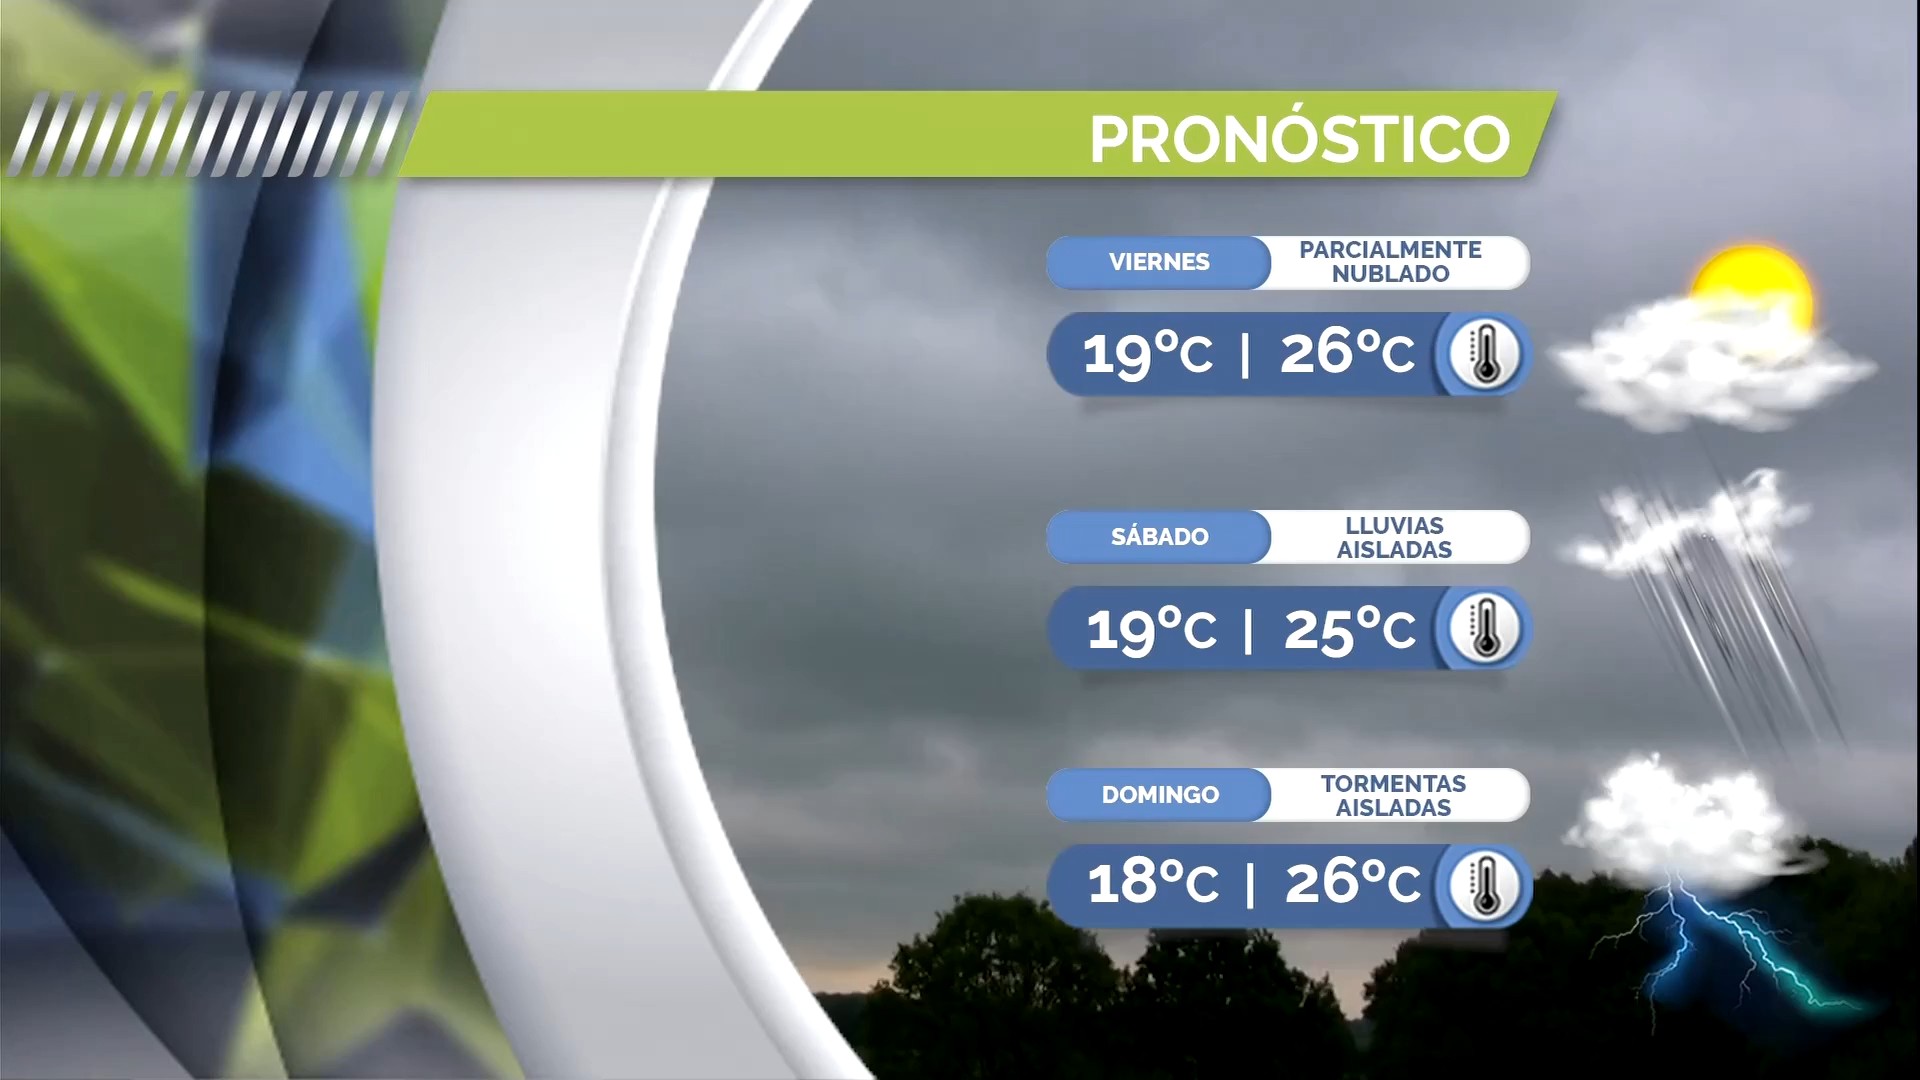 PRONÓSTICO
VIERNES
PARCIALMENTE
NUBLADO
19°C | 26°C
SÁBADO
LLUVIAS
AISLADAS
19°C | 25°C
DOMINGO
TORMENTAS
AISLADAS
18°C | 26°C